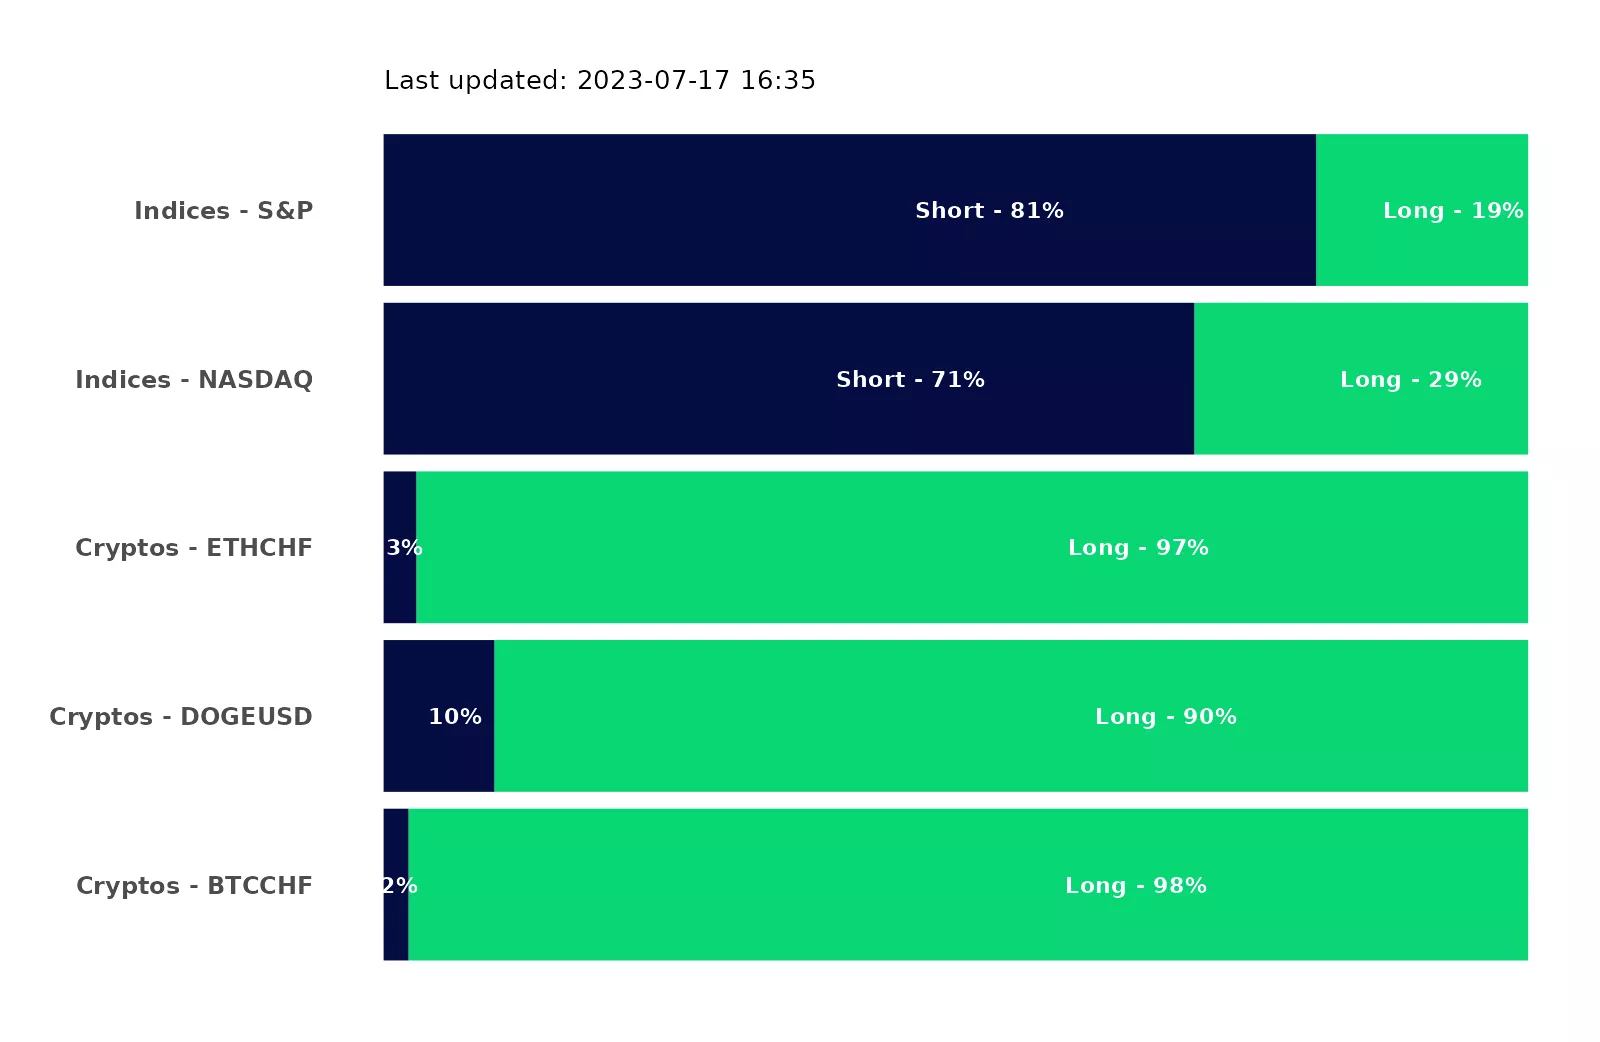 Last updated: 2023-07-17 16:35
Indices - S&P Short - 81% Long - 19%
Indices - NASDAQ Short - 71% Long - 29%
Cryptos - ETHCHF 3% Long - 97%
Cryptos - DOGEUSD 10% Long - 90%
Cryptos - BTCCHF 2% Long - 98%